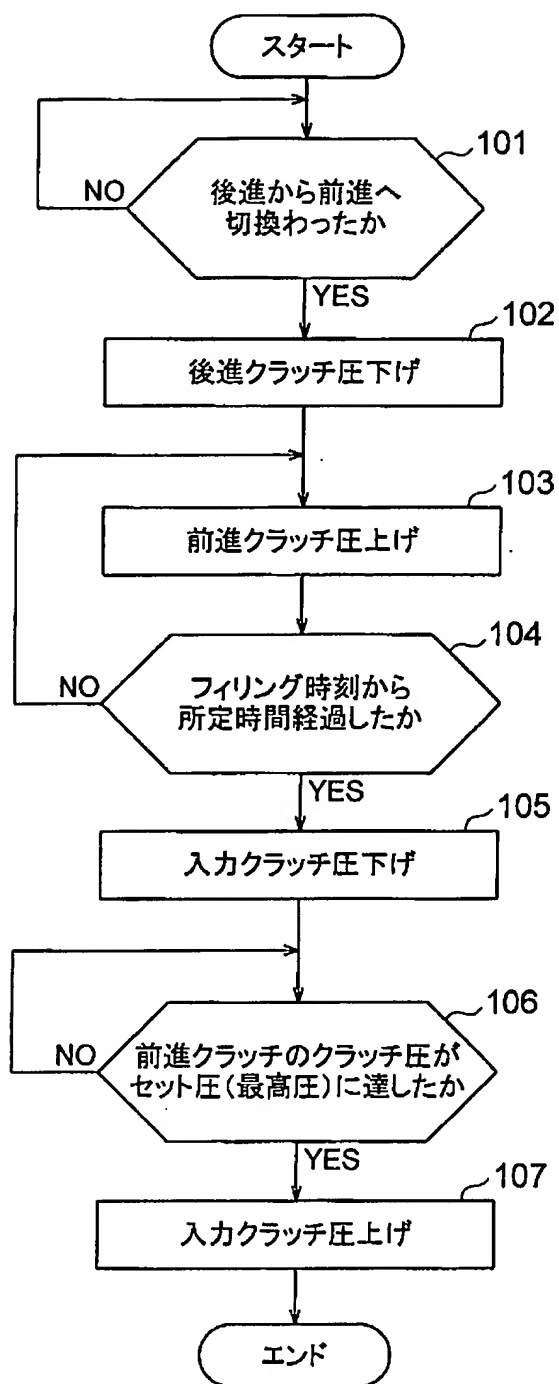 スタート
101
後進から前進へ
切換わったか
NO
YES
102
後進クラッチ圧下げ
103
前進クラッチ圧上げ
104
フィリング時刻から
所定時間経過したか
NO
YES
105
入力クラッチ圧下げ
106
前進クラッチのクラッチ圧が
セット圧(最高圧)に達したか
NO
YES
107
入力クラッチ圧上げ
エンド